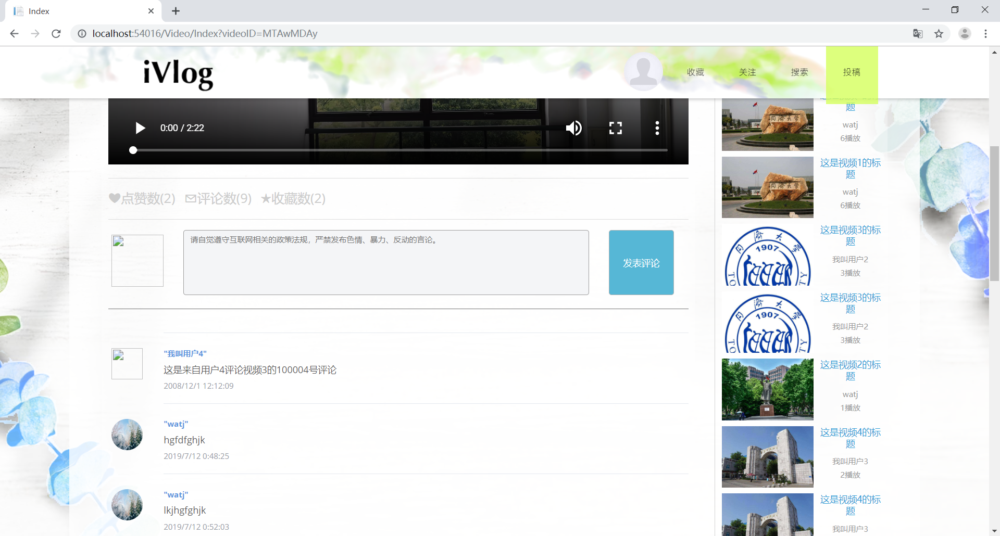 Index
localhost:54016/Video/Index?videoID=MTAwMDAy
iVlog
收藏
关注
搜索
投稿
0:00 / 2:22
点赞数(2)
评论数(9)
收藏数(2)
请自觉遵守互联网相关的政策法规，严禁发布色情、暴力、反动的言论。
发表评论
"我叫用户4"
这是来自用户4评论视频3的100004号评论
2008/12/1 12:12:09
"watj"
hgfdfghjk
2019/7/12 0:48:25
"watj"
lkjhgfghjk
2019/7/12 0:52:03
题
watj
6播放
同济大学
这是视频1的标
题
watj
6播放
同济大学
这是视频3的标
题
我叫用户2
3播放
1907
这是视频3的标
题
我叫用户2
3播放
1907
这是视频2的标
题
watj
1播放
这是视频4的标
题
我叫用户3
2播放
这是视频4的标
题
我叫用户3